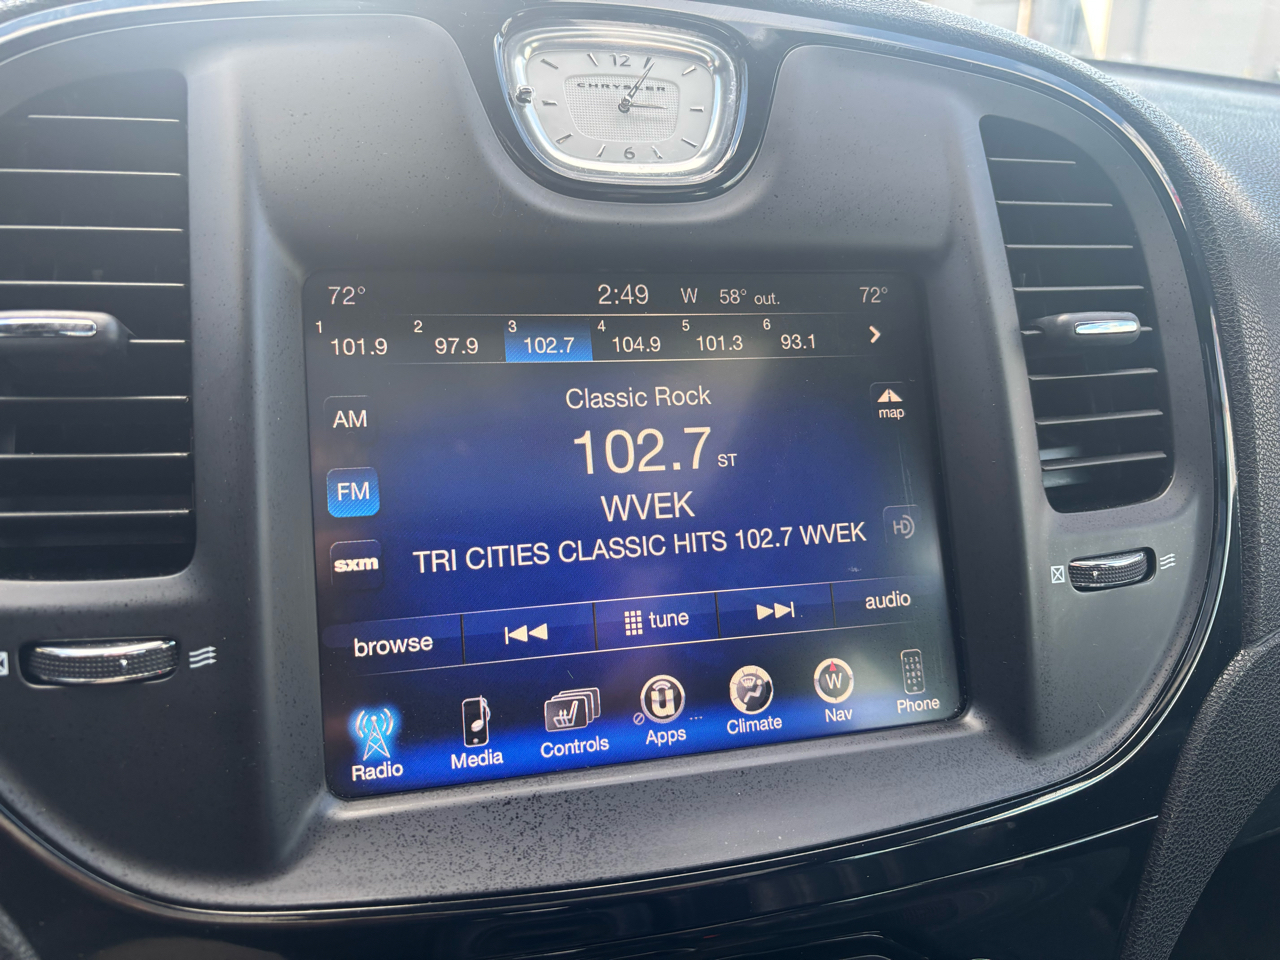 12
CHRYSLER
6
72° 2:49 W 58° out. 72°
1 2 3 4 5 6
101.9 97.9 102.7 104.9 101.3 93.1
Classic Rock
AM
map
102.7 ST
FM
WVEK
HD
TRI CITIES CLASSIC HITS 102.7 WVEK
sxm
browse tune audio
Radio Media Controls Apps Climate Nav Phone
W